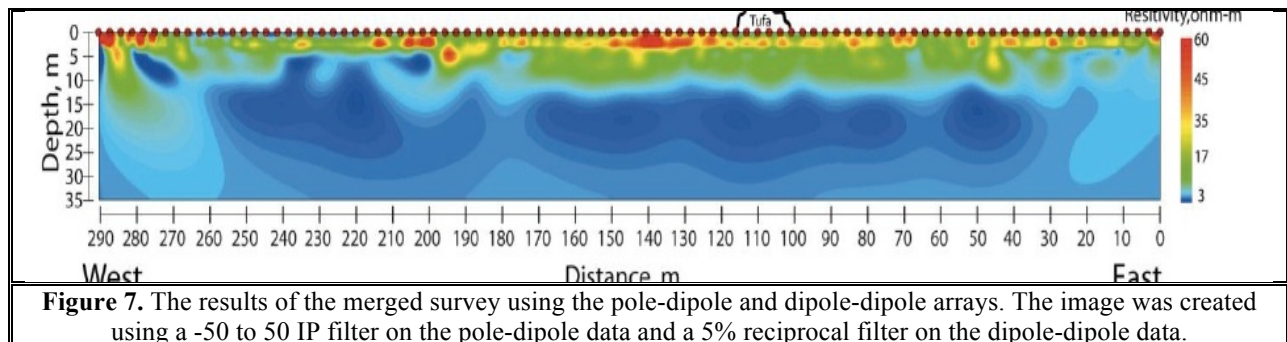 Tufa
Resitivity,ohm-m
Depth, m
0
5
10
15
20
25
30
35
60
45
35
17
3
290 280 270 260 250 240 230 220 210 200 190 180 170 160 150 140 130 120 110 100 90 80 70 60 50 40 30 20 10 0
West Distance, m East
Figure 7. The results of the merged survey using the pole-dipole and dipole-dipole arrays. The image was created
using a -50 to 50 IP filter on the pole-dipole data and a 5% reciprocal filter on the dipole-dipole data.